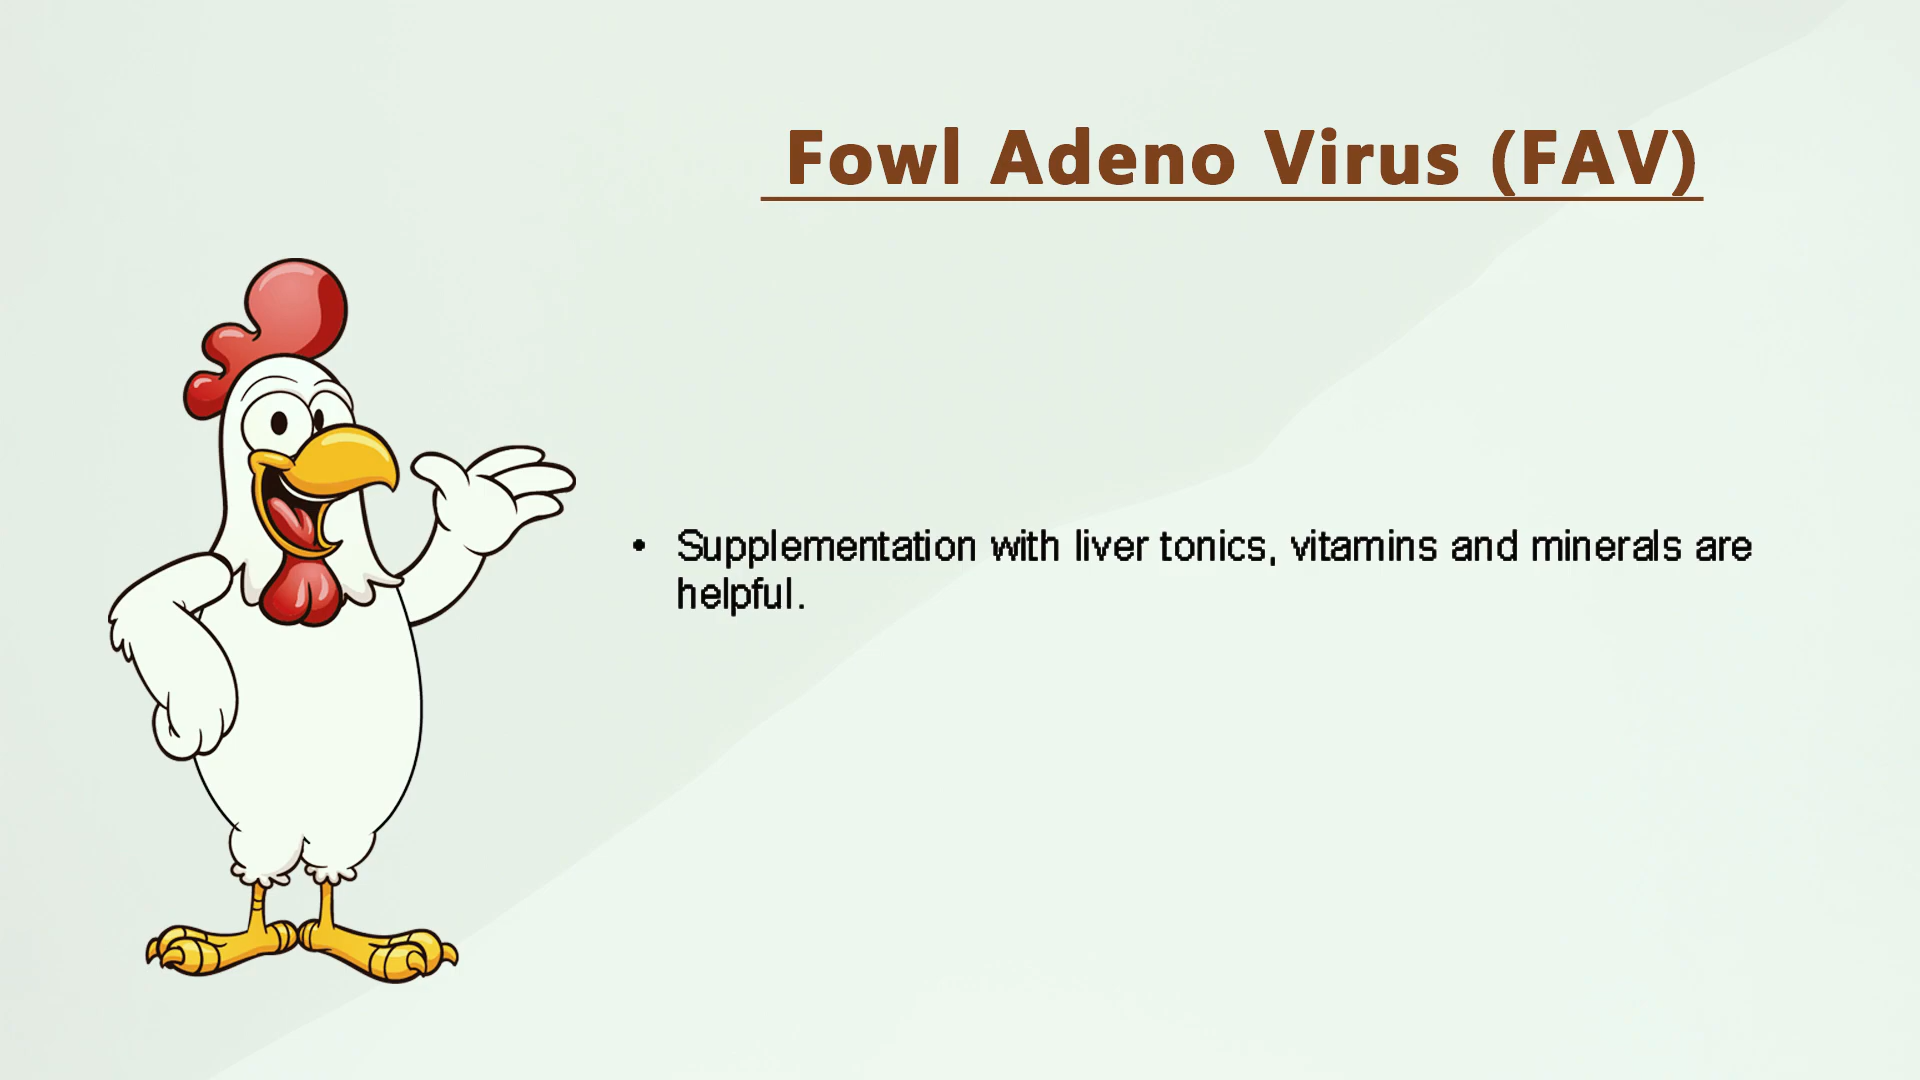 Fowl Adeno Virus (FAV)
• Supplementation with liver tonics, vitamins and minerals are
helpful.